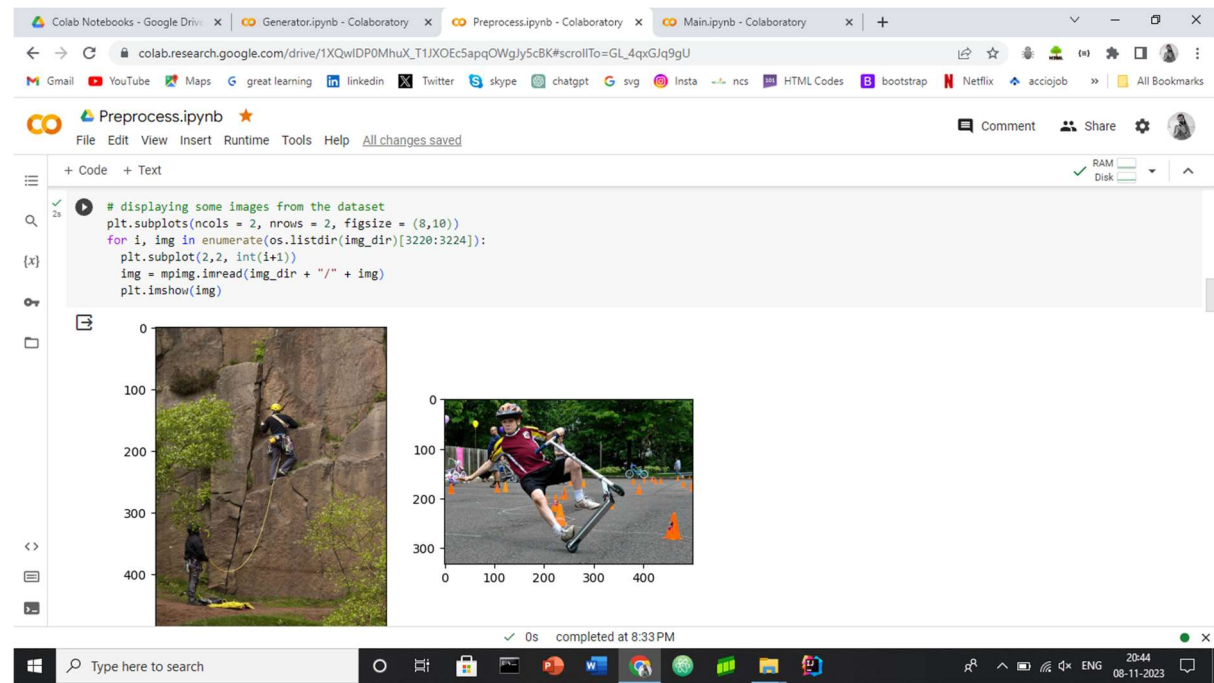 Colab Notebooks - Google Drive
Generator.ipynb - Colaboratory
Preprocess.ipynb - Colaboratory
Main.ipynb - Colaboratory
colab.research.google.com/drive/1XQwIDP0MhuX_T1JXOEc5apqOWgJy5cBK#scrollTo=GL_4qxGJq9gU
Gmail YouTube Maps great learning linkedin Twitter skype chatgpt svg Insta ncs HTML Codes bootstrap Netflix acciojob » All Bookmarks
Preprocess.ipynb
Comment Share
File Edit View Insert Runtime Tools Help All changes saved
+ Code + Text
RAM
Disk
2s
# displaying some images from the dataset
plt.subplots(ncols = 2, nrows = 2, figsize = (8,10))
for i, img in enumerate(os.listdir(img_dir)[3220:3224]):
plt.subplot(2,2, int(i+1))
img = mpimg.imread(img_dir + "/" + img)
plt.imshow(img)
{x}
0
100
200
300
400
0
100
200
300
0 100 200 300 400
0s completed at 8:33 PM
Type here to search
ENG
20:44
08-11-2023